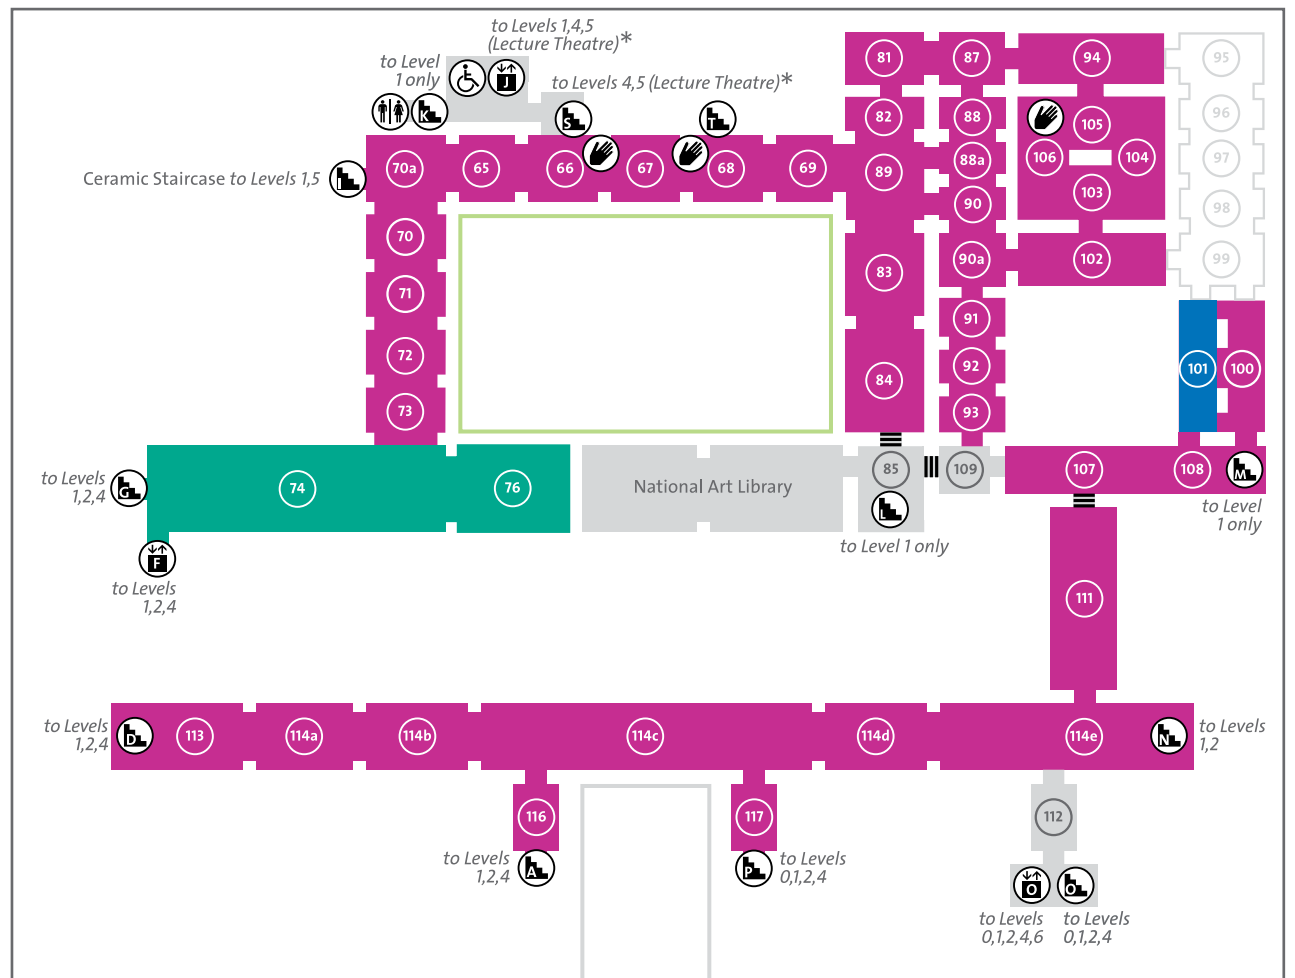 to Levels 1,4,5
(Lecture Theatre)*
to Level
1 only
J
K
to Levels 4,5 (Lecture Theatre)*
S
T
81
87
94
95
82
88
105
96
Ceramic Staircase to Levels 1,5
I
70a
65
66
67
68
69
89
88a
106
104
97
103
90
98
70
83
90a
102
99
71
91
72
84
92
101
100
73
93
to Levels
1,2,4
G
74
76
National Art Library
85
109
107
108
M
L
to Level
1 only
to Level 1 only
F
to Levels
1,2,4
111
to Levels
1,2,4
D
113
114a
114b
114c
114d
114e
N
to Levels
1,2
116
117
112
to Levels
1,2,4
A
P
to Levels
0,1,2,4
O
O
to Levels
0,1,2,4,6
to Levels
0,1,2,4